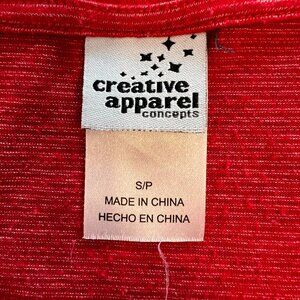 creative
apparel
concepts
S/P
MADE IN CHINA
HECHO EN CHINA